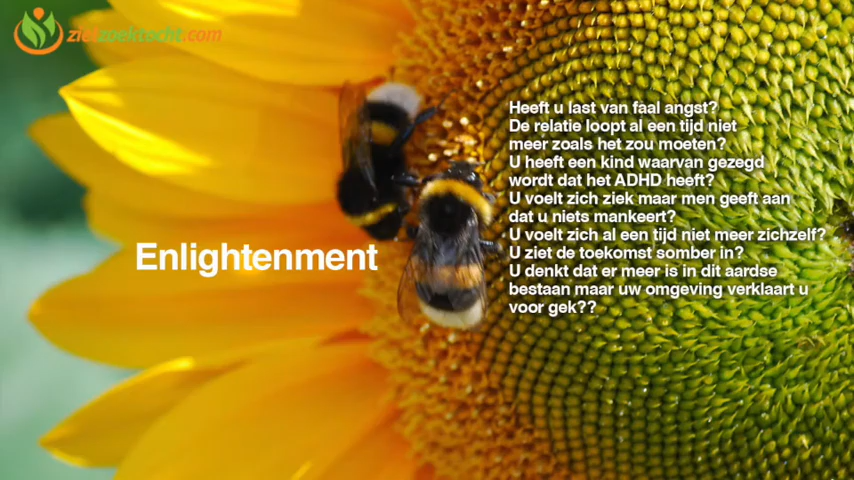 zielzoektocht.com
Heeft u last van faal angst?
De relatie loopt al een tijd niet
meer zoals het zou moeten?
U heeft een kind waarvan gezegd
wordt dat het ADHD heeft?
U voelt zich ziek maar men geeft aan
dat u niets mankeert?
U voelt zich al een tijd niet meer zichzelf?
U ziet de toekomst somber in?
U denkt dat er meer is in dit aardse
bestaan maar uw omgeving verklaart u
voor gek??
Enlightenment